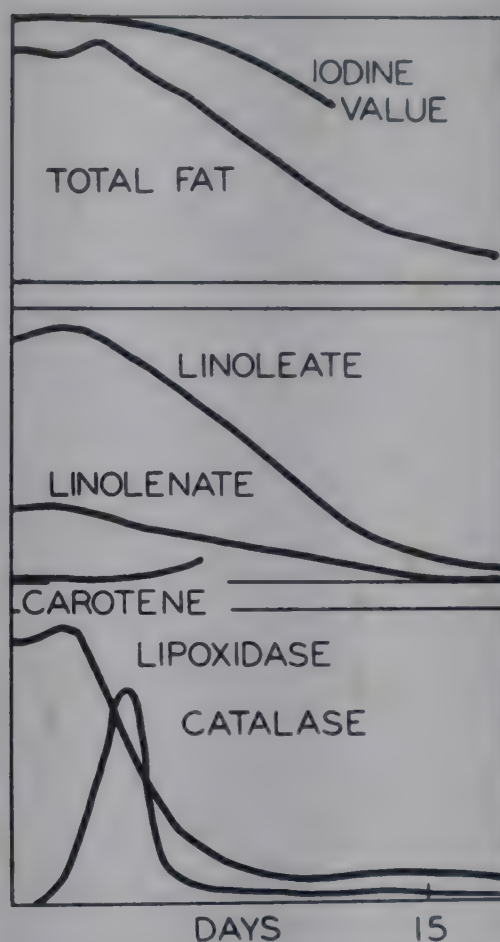 IODINE
VALUE
TOTAL FAT
LINOLEATE
LINOLENATE
CAROTENE
LIPOXIDASE
CATALASE
DAYS 15